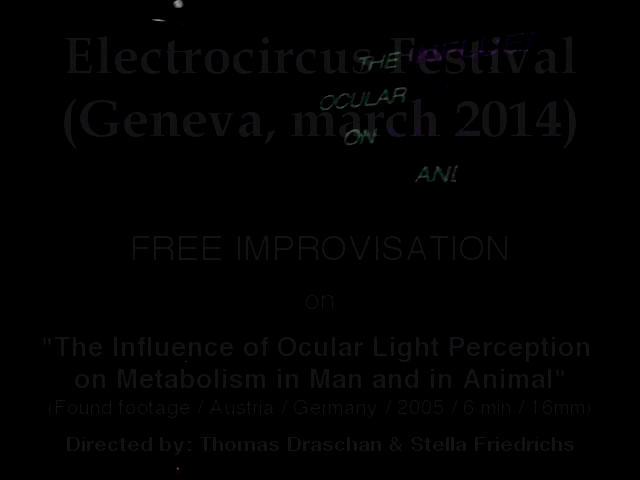 Electrocircus Festival
(Geneva, march 2014)
THE
OCULAR
ON
FREE IMPROVISATION
on
"The Influence of Ocular Light Perception
on Metabolism in Man and in Animal"
(Found footage / Austria / Germany / 2005 / 6 min / 16mm)
Directed by: Thomas Draschan & Stella Friedrichs